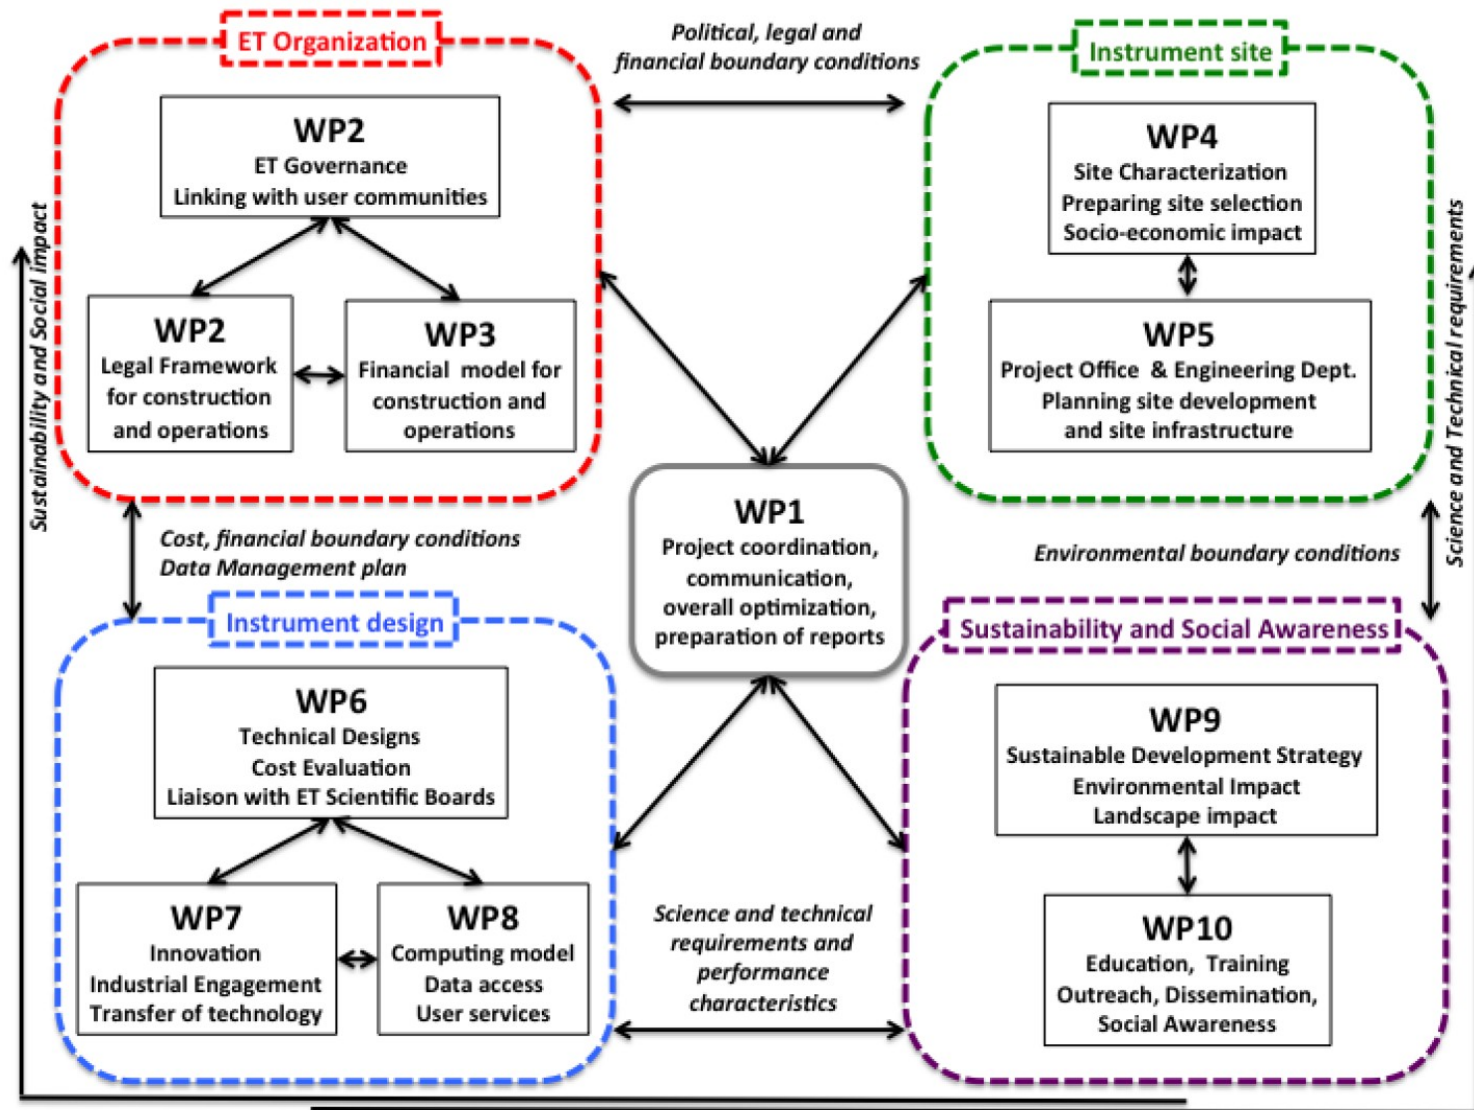 ET Organization
Political, legal and
financial boundary conditions
Instrument site
WP2
ET Governance
Linking with user communities
WP2
Legal Framework
for construction
and operations
WP3
Financial model for
construction and
operations
WP4
Site Characterization
Preparing site selection
Socio-economic impact
WP5
Project Office & Engineering Dept.
Planning site development
and site infrastructure
Sustainability and Social impact
Science and Technical requirements
WP1
Project coordination,
communication,
overall optimization,
preparation of reports
Cost, financial boundary conditions
Data Management plan
Environmental boundary conditions
Instrument design
WP6
Technical Designs
Cost Evaluation
Liaison with ET Scientific Boards
WP7
Innovation
Industrial Engagement
Transfer of technology
WP8
Computing model
Data access
User services
Science and technical
requirements and
performance
characteristics
Sustainability and Social Awareness
WP9
Sustainable Development Strategy
Environmental Impact
Landscape impact
WP10
Education, Training
Outreach, Dissemination,
Social Awareness